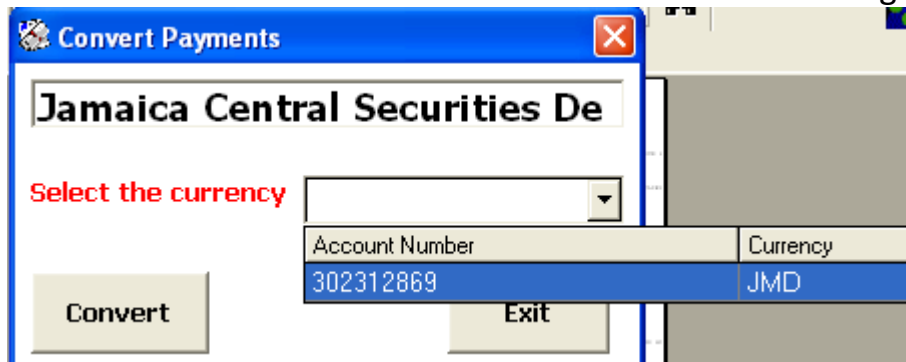 Convert Payments
Jamaica Central Securities De
Select the currency
Account Number Currency
302312869 JMD
Convert Exit